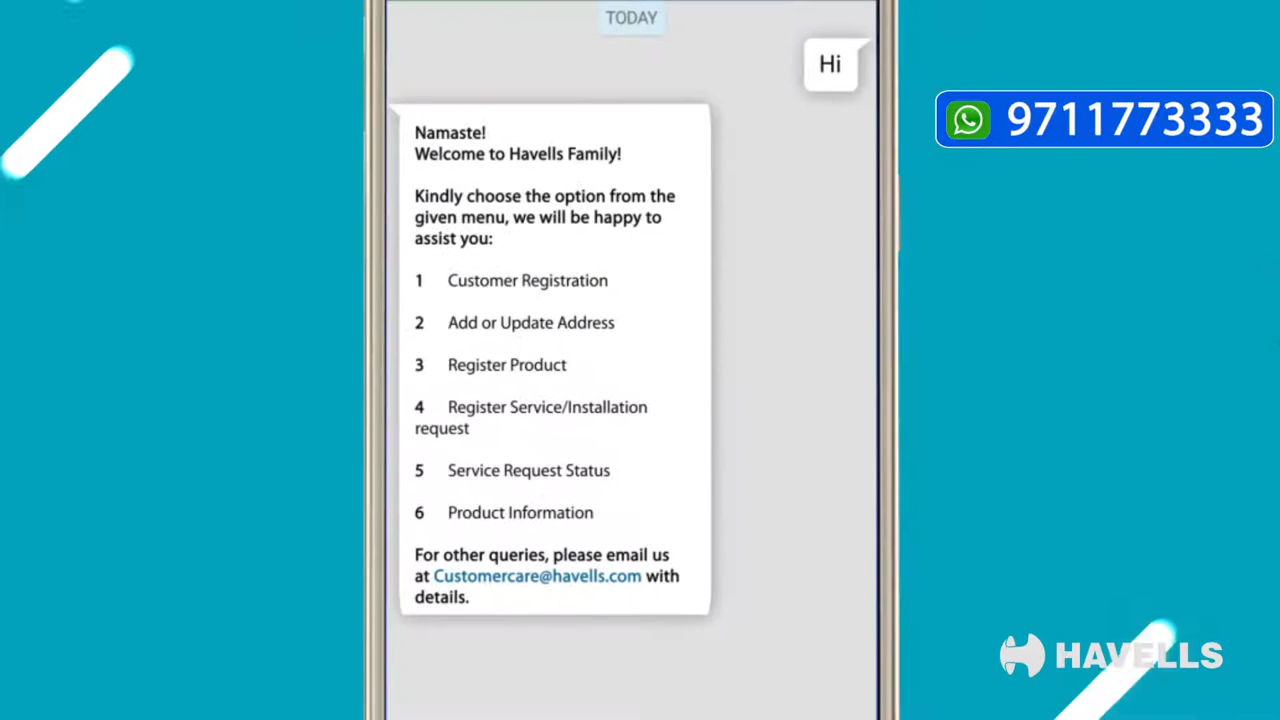 TODAY
Hi
9711773333
Namaste!
Welcome to Havells Family!
Kindly choose the option from the
given menu, we will be happy to
assist you:
1 Customer Registration
2 Add or Update Address
3 Register Product
4 Register Service/Installation
request
5 Service Request Status
6 Product Information
For other queries, please email us
at Customercare@havells.com with
details.
HAVELLS